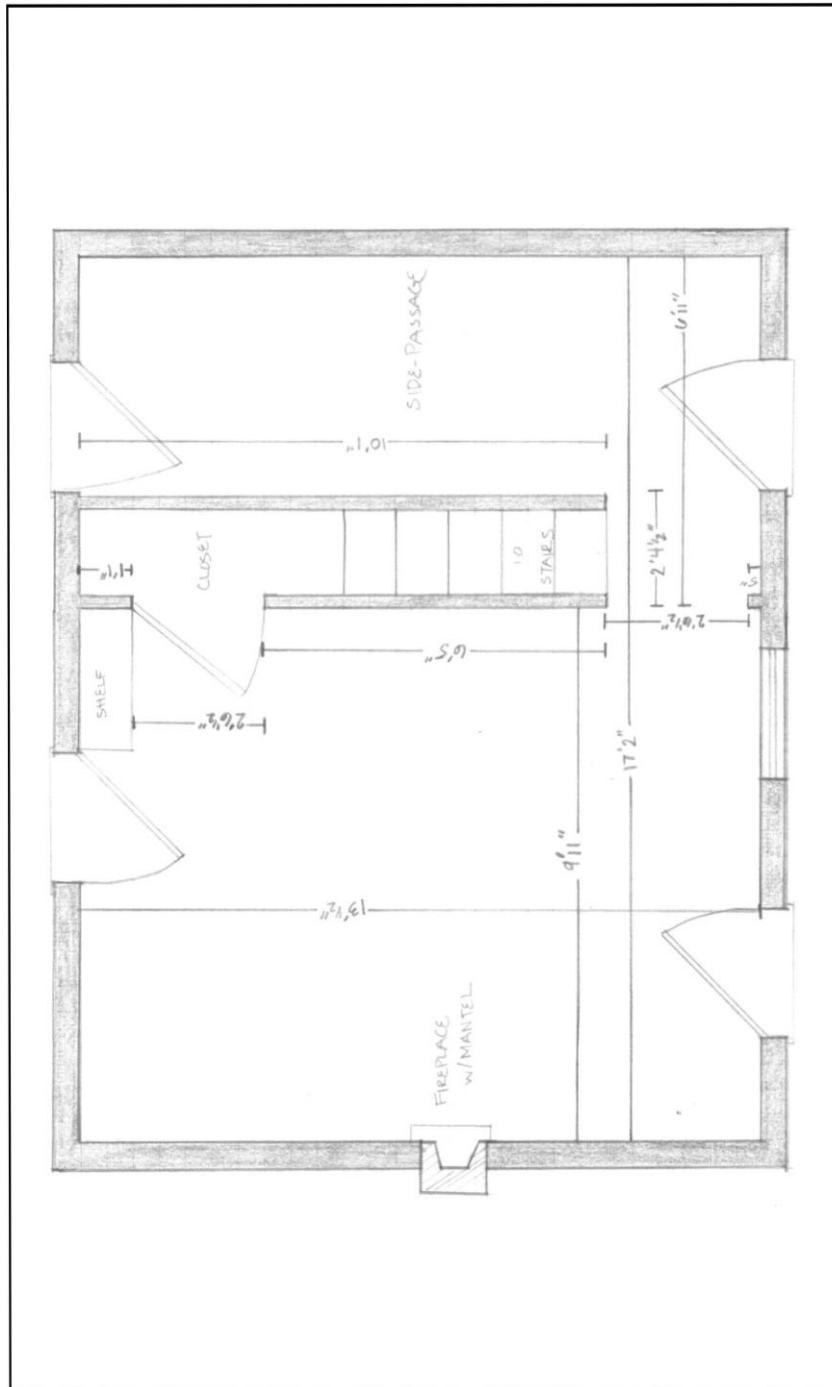 SIDE-PASSAGE
6'11"
10'1"
CLOSET
1'1"
10
STAIRS
2'4½"
5"
2'6½"
SHELF
2'6½"
6'5"
17'2"
9'11"
13'½"
FIREPLACE
W/MANTEL